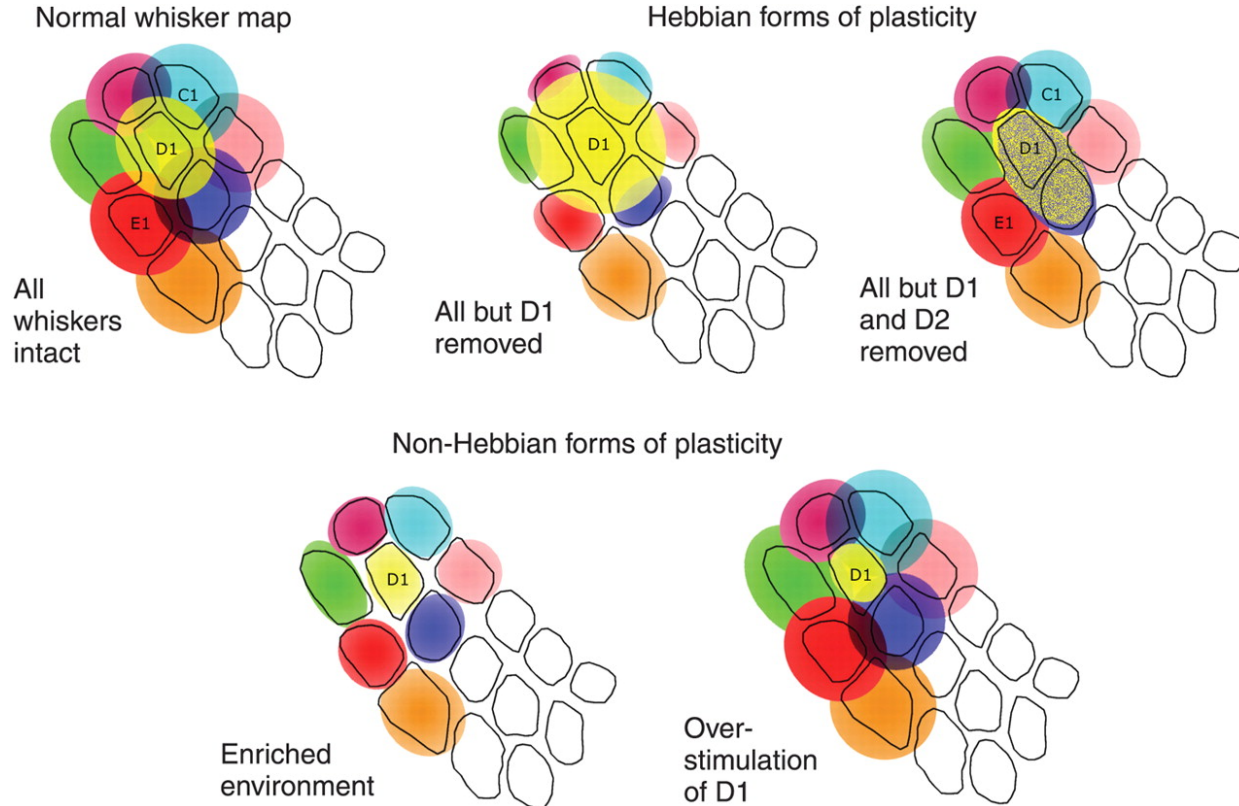 Normal whisker map
Hebbian forms of plasticity
C1
D1
E1
All
whiskers
intact
D1
All but D1
removed
C1
D1
E1
All but D1
and D2
removed
Non-Hebbian forms of plasticity
D1
Enriched
environment
D1
Over-
stimulation
of D1